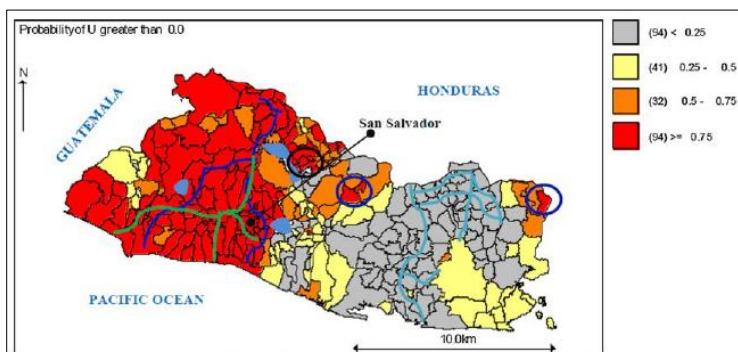 Probability of U greater than 0.0
(94) < 0.25
(41) 0.25 - 0.5
(32) 0.5 - 0.75
(94) >= 0.75
N
HONDURAS
GUATEMALA
San Salvador
PACIFIC OCEAN
10.0km